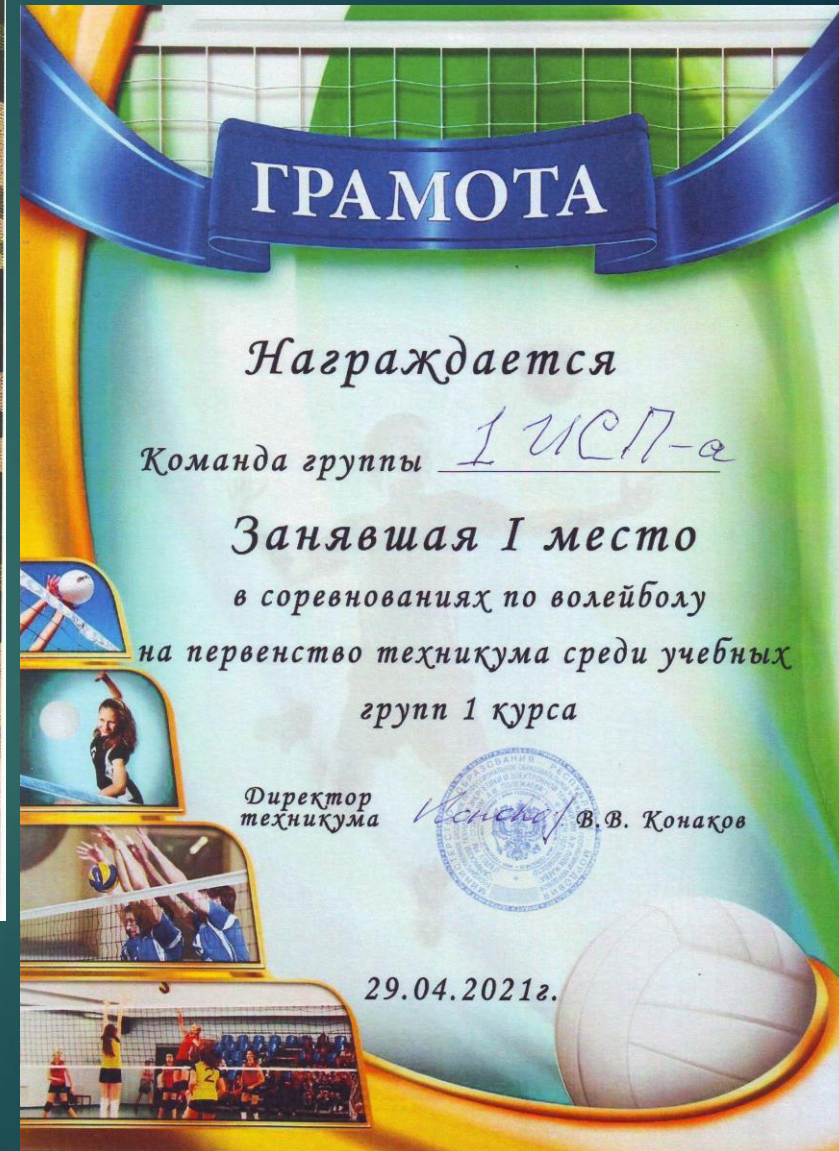 ГРАМОТА
Награждается
Команда группы 1 ИСП-а
Занявшая I место
в соревнованиях по волейболу
на первенство техникума среди учебных
групп 1 курса
Директор
техникума
В.В. Конаков
29.04.2021г.
2